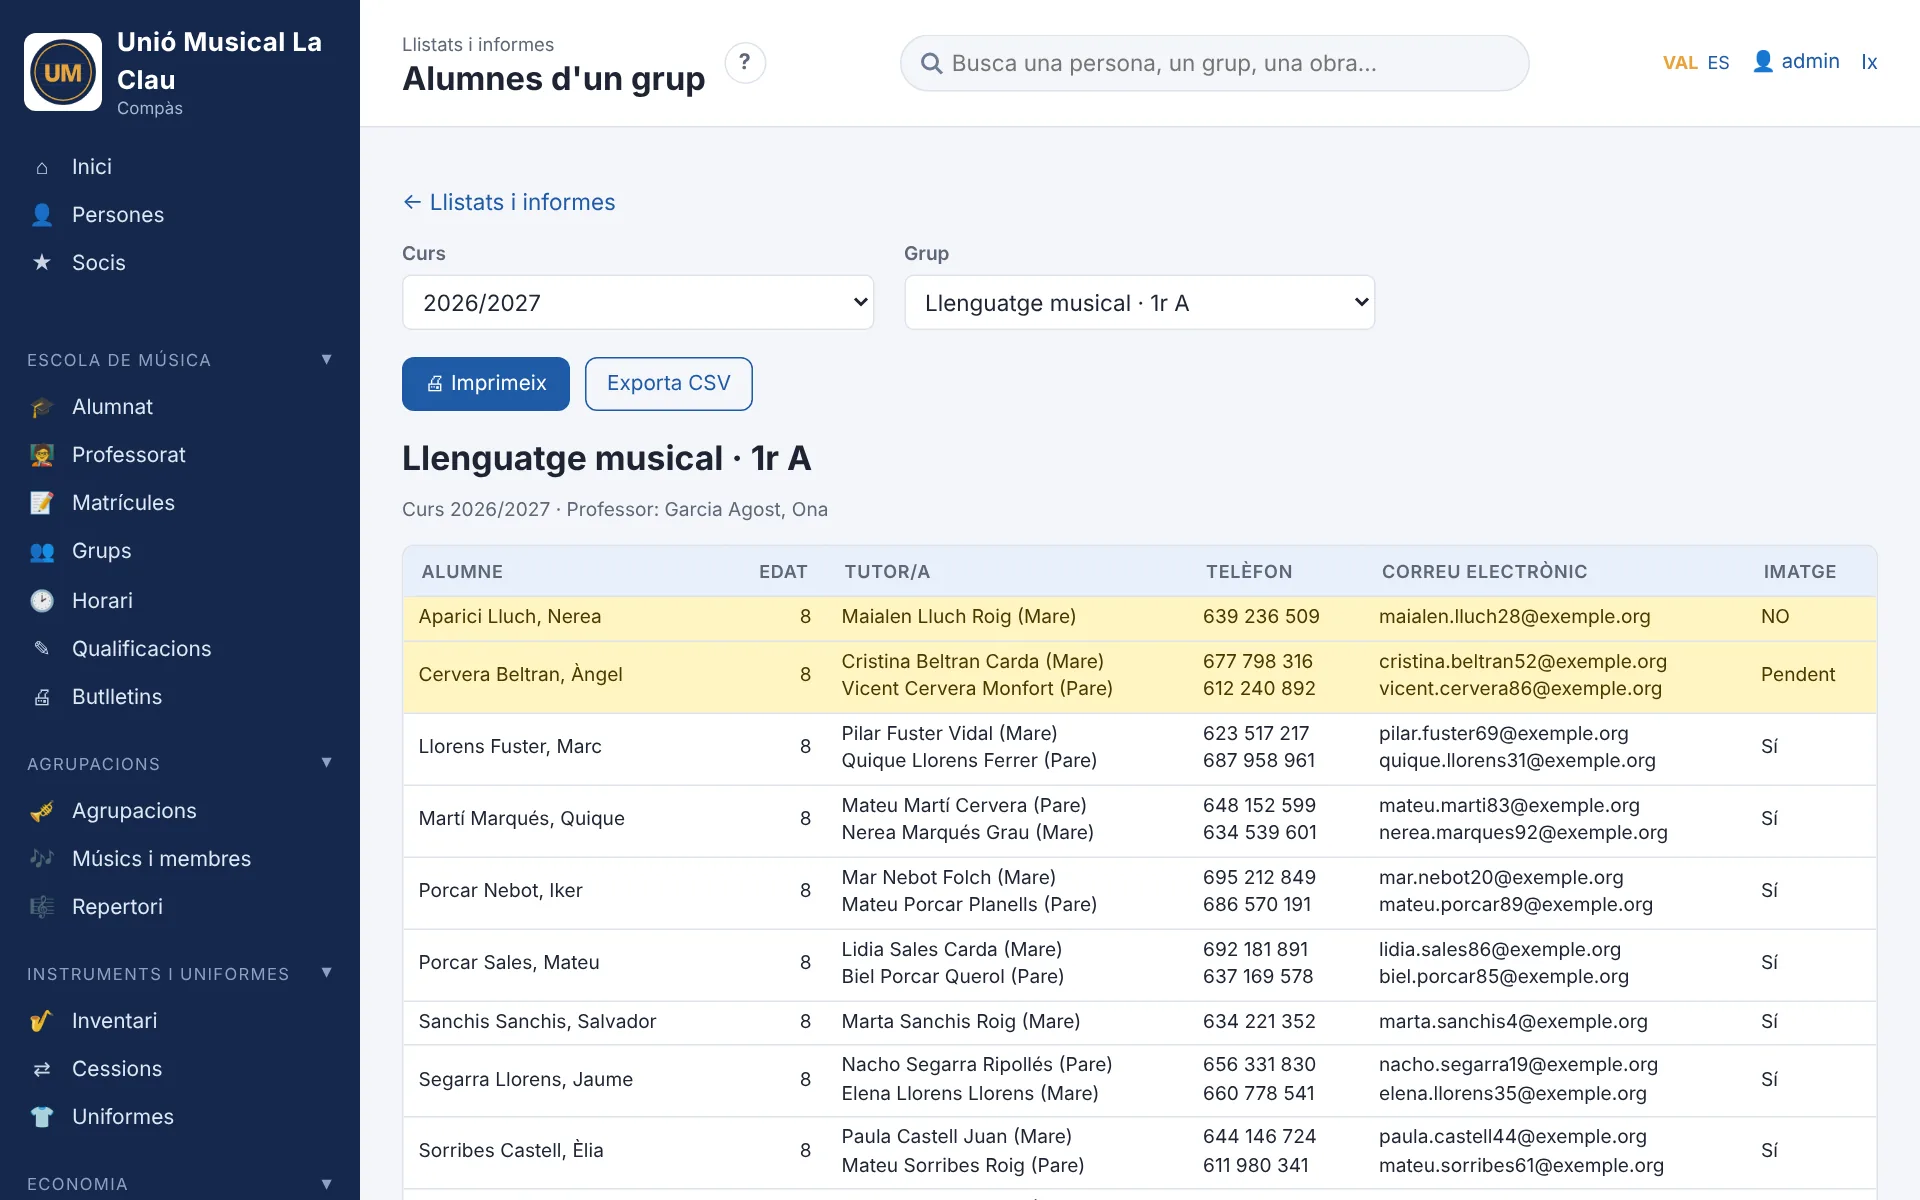 UM
Unió Musical La
Clau
Compàs
Inici
Persones
Socis
ESCOLA DE MÚSICA
Alumnat
Professorat
Matrícules
Grups
Horari
Qualificacions
Butlletins
AGRUPACIONS
Agrupacions
Músics i membres
Repertori
INSTRUMENTS I UNIFORMES
Inventari
Cessions
Uniformes
ECONOMIA
Llistats i informes
Alumnes d'un grup
?
Busca una persona, un grup, una obra...
VAL ES admin Ix
← Llistats i informes
Curs Grup
2026/2027 Llenguatge musical · 1r A
Imprimeix Exporta CSV
Llenguatge musical · 1r A
Curs 2026/2027 · Professor: Garcia Agost, Ona
ALUMNE EDAT TUTOR/A TELÈFON CORREU ELECTRÒNIC IMATGE
Aparici Lluch, Nerea 8 Maialen Lluch Roig (Mare) 639 236 509 maialen.lluch28@exemple.org NO
Cervera Beltran, Àngel 8 Cristina Beltran Carda (Mare) 677 798 316 cristina.beltran52@exemple.org Pendent
Vicent Cervera Monfort (Pare) 612 240 892 vicent.cervera86@exemple.org
Llorens Fuster, Marc 8 Pilar Fuster Vidal (Mare) 623 517 217 pilar.fuster69@exemple.org Sí
Quique Llorens Ferrer (Pare) 687 958 961 quique.llorens31@exemple.org
Martí Marqués, Quique 8 Mateu Martí Cervera (Pare) 648 152 599 mateu.marti83@exemple.org Sí
Nerea Marqués Grau (Mare) 634 539 601 nerea.marques92@exemple.org
Porcar Nebot, Iker 8 Mar Nebot Folch (Mare) 695 212 849 mar.nebot20@exemple.org Sí
Mateu Porcar Planells (Pare) 686 570 191 mateu.porcar89@exemple.org
Porcar Sales, Mateu 8 Lidia Sales Carda (Mare) 692 181 891 lidia.sales86@exemple.org Sí
Biel Porcar Querol (Pare) 637 169 578 biel.porcar85@exemple.org
Sanchis Sanchis, Salvador 8 Marta Sanchis Roig (Mare) 634 221 352 marta.sanchis4@exemple.org Sí
Segarra Llorens, Jaume 8 Nacho Segarra Ripollés (Pare) 656 331 830 nacho.segarra19@exemple.org Sí
Elena Llorens Llorens (Mare) 660 778 541 elena.llorens35@exemple.org
Sorribes Castell, Èlia 8 Paula Castell Juan (Mare) 644 146 724 paula.castell44@exemple.org Sí
Mateu Sorribes Roig (Pare) 611 980 341 mateu.sorribes61@exemple.org